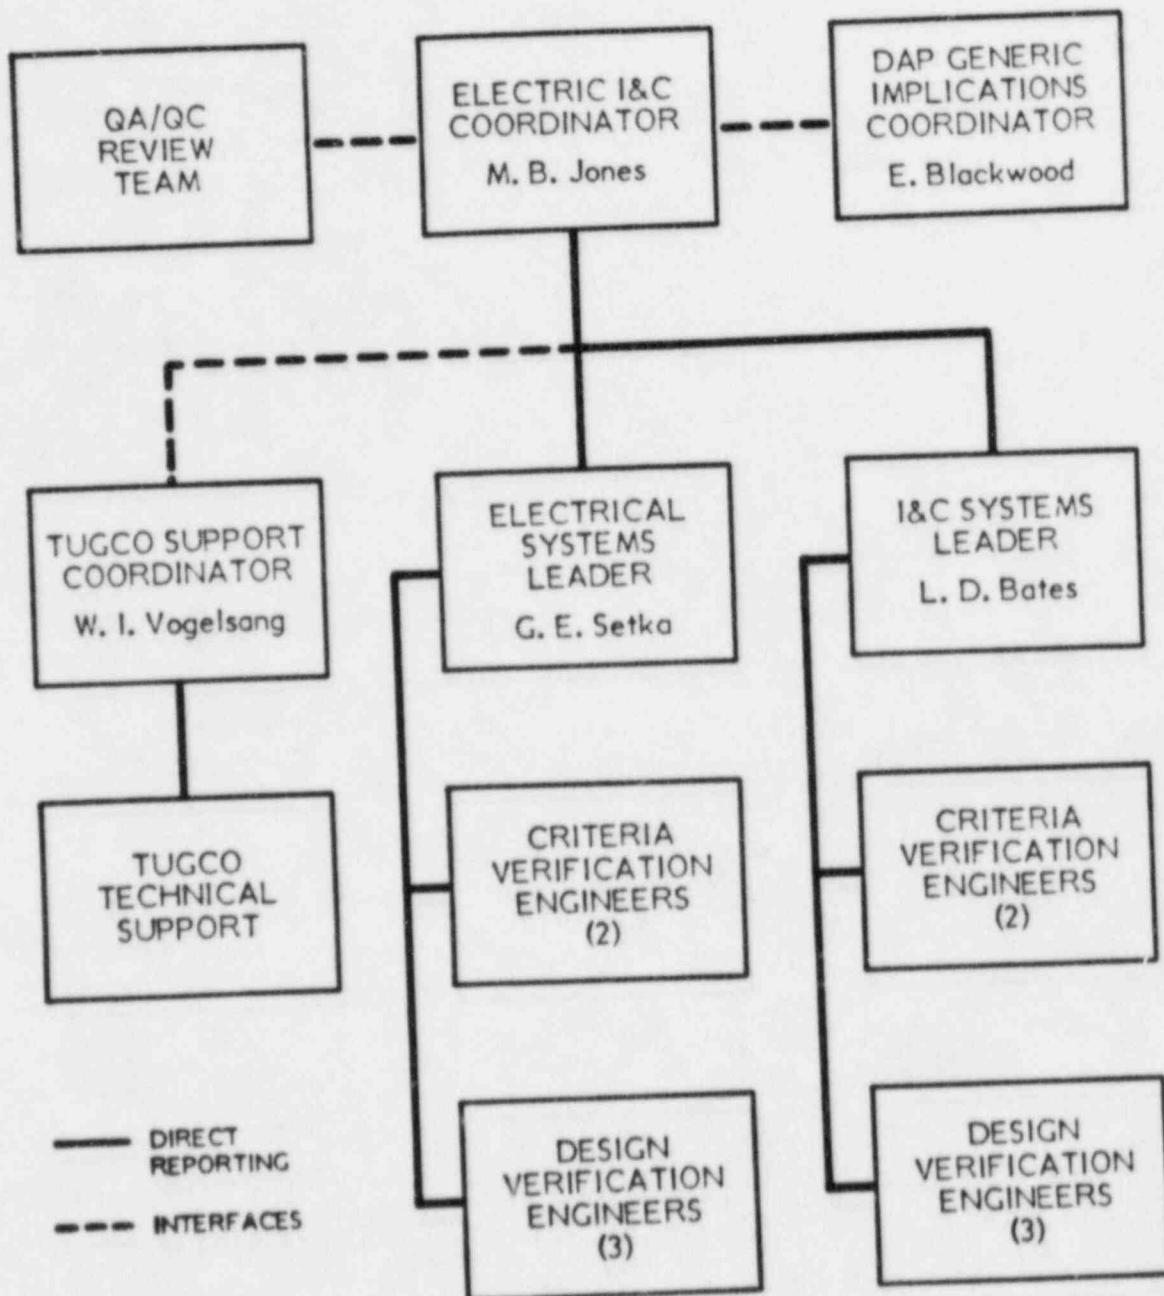 QA/QC
REVIEW
TEAM
ELECTRIC I&C
COORDINATOR
M. B. Jones
DAP GENERIC
IMPLICATIONS
COORDINATOR
E. Blackwood
TUGCO SUPPORT
COORDINATOR
W. I. Vogelsang
ELECTRICAL
SYSTEMS
LEADER
G. E. Setka
I&C SYSTEMS
LEADER
L. D. Bates
TUGCO
TECHNICAL
SUPPORT
CRITERIA
VERIFICATION
ENGINEERS
(2)
CRITERIA
VERIFICATION
ENGINEERS
(2)
DESIGN
VERIFICATION
ENGINEERS
(3)
DESIGN
VERIFICATION
ENGINEERS
(3)
DIRECT
REPORTING
INTERFACES